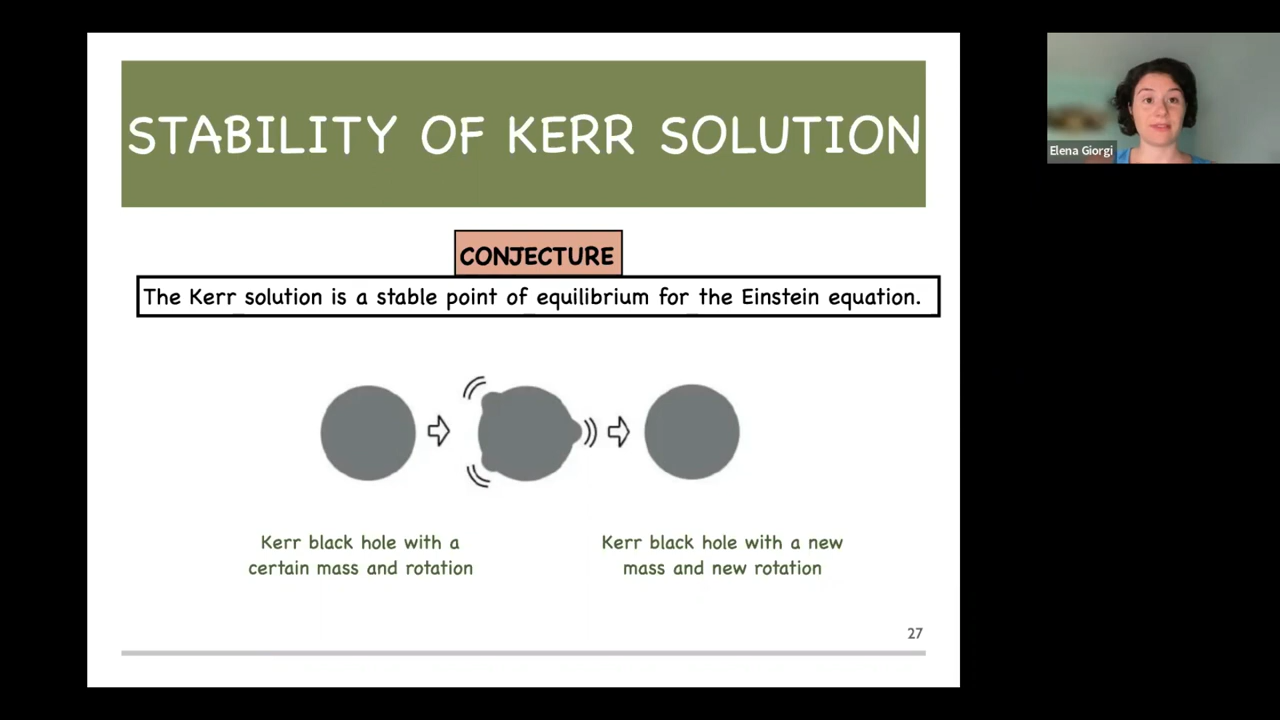 STABILITY OF KERR SOLUTION
Elena Giorgi
CONJECTURE
The Kerr solution is a stable point of equilibrium for the Einstein equation.
Kerr black hole with a
certain mass and rotation
Kerr black hole with a new
mass and new rotation
27